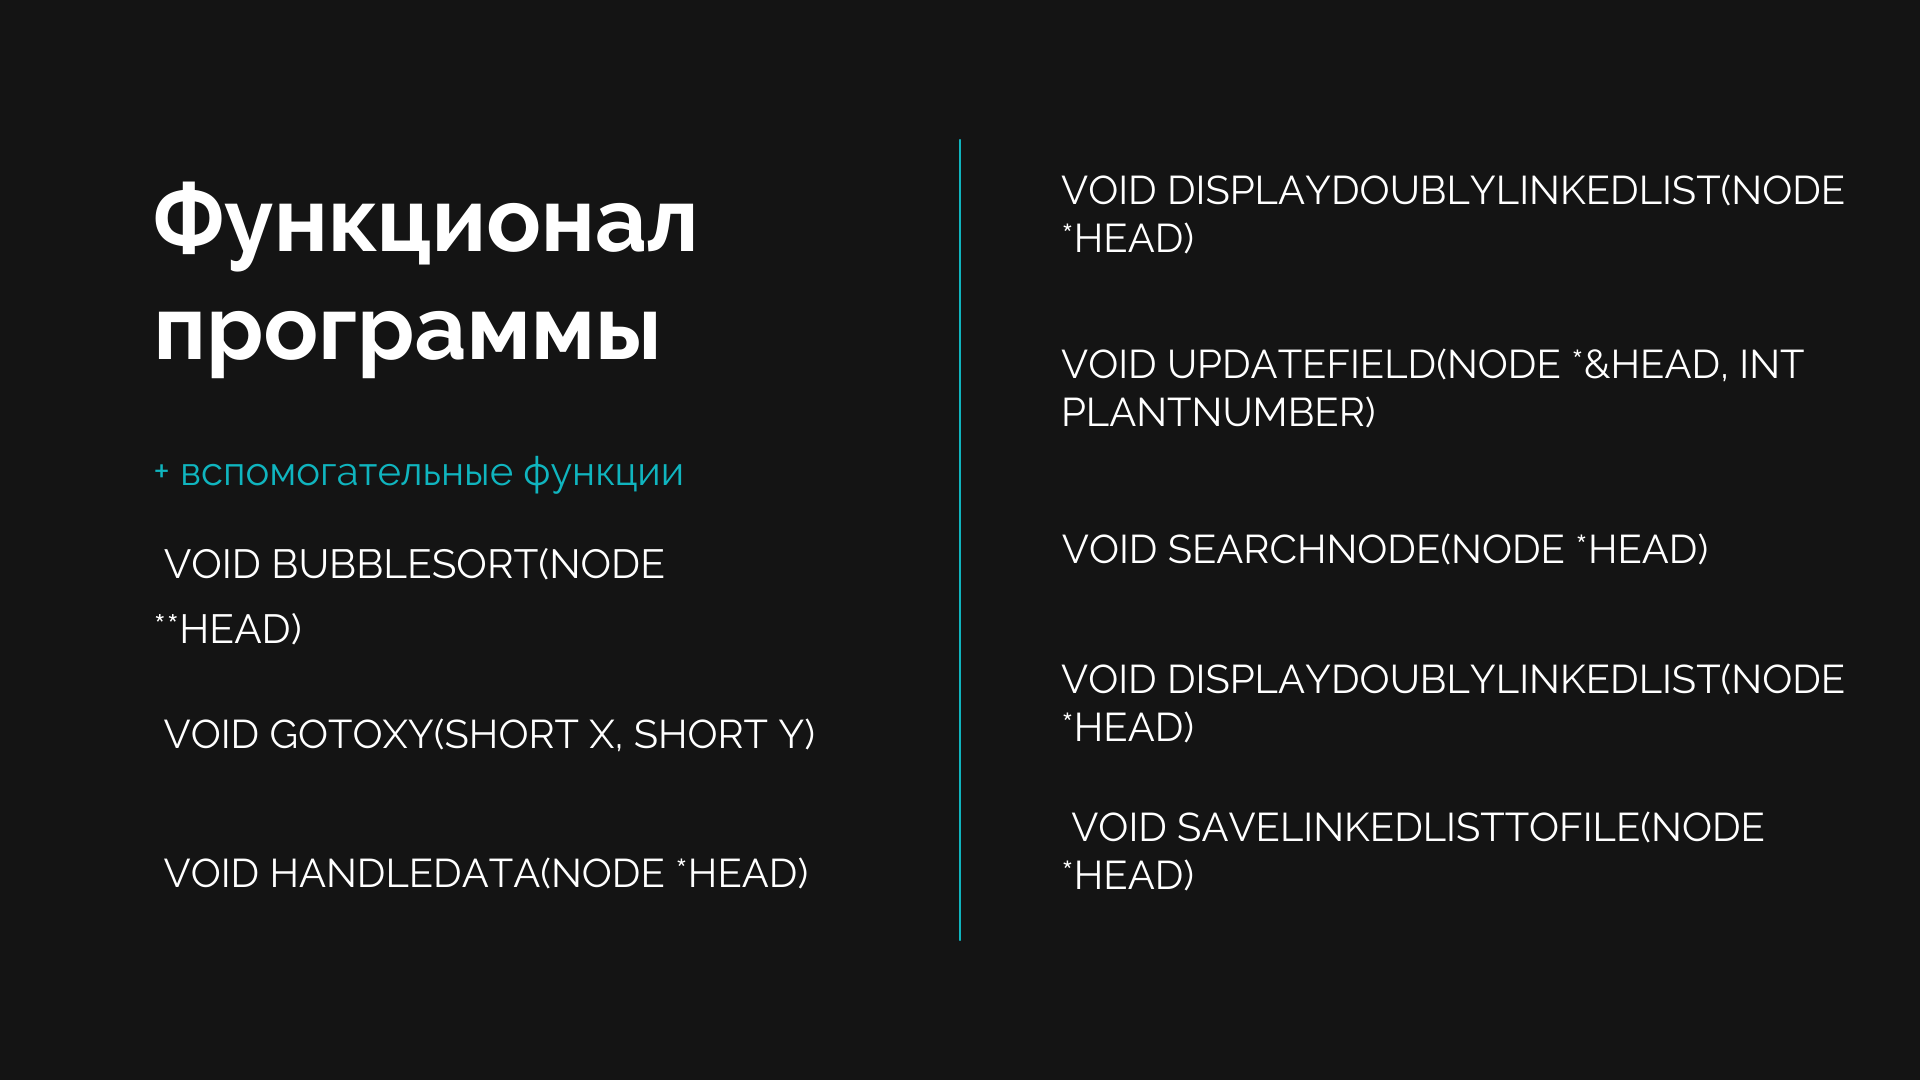 Функционал
программы
+ вспомогательные функции
VOID BUBBLESORT(NODE
**HEAD)
VOID GOTOXY(SHORT X, SHORT Y)
VOID HANDLEDATA(NODE *HEAD)
VOID DISPLAYDOUBLYLINKEDLIST(NODE
*HEAD)
VOID UPDATEFIELD(NODE *&HEAD, INT
PLANTNUMBER)
VOID SEARCHNODE(NODE *HEAD)
VOID DISPLAYDOUBLYLINKEDLIST(NODE
*HEAD)
VOID SAVELINKEDLISTTOFILE(NODE
*HEAD)